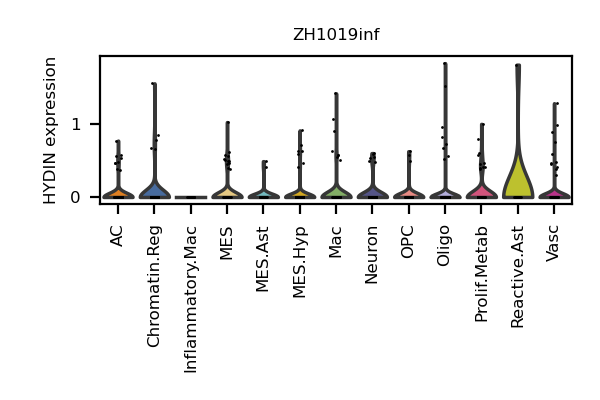 ZH1019inf
HYDIN expression
1
0
AC
Chromatin.Reg
Inflammatory.Mac
MES
MES.Ast
MES.Hyp
Mac
Neuron
OPC
Oligo
Prolif.Metab
Reactive.Ast
Vasc